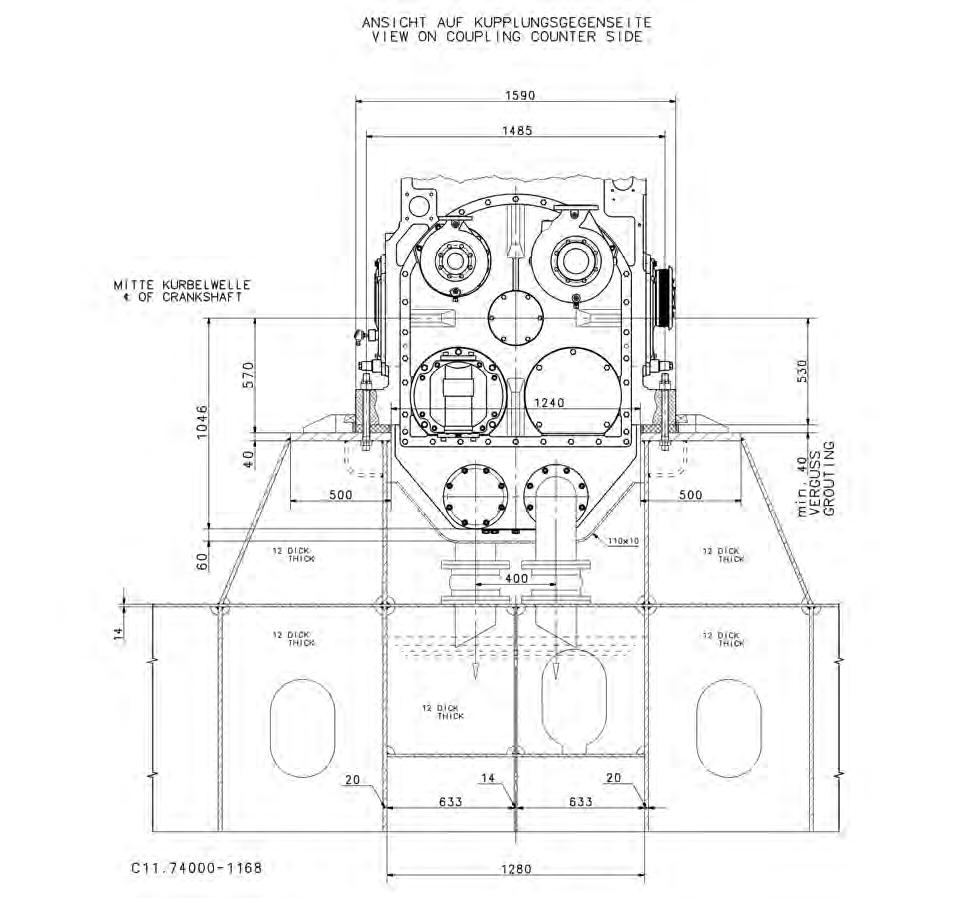 ANSICHT AUF KUPPLUNGSGEGENSEITE
VIEW ON COUPLING COUNTER SIDE
1590
1485
MITTE KURBELWELLE
℄ OF CRANKSHAFT
570
530
1046
1240
40
min. 40
VERGUSS
GROUTING
500
500
60
110x10
12 DICK
THICK
12 DICK
THICK
400
14
12 DICK
THICK
12 DICK
THICK
12 DICK
THICK
20
14
20
633
633
C11.74000-1168
1280